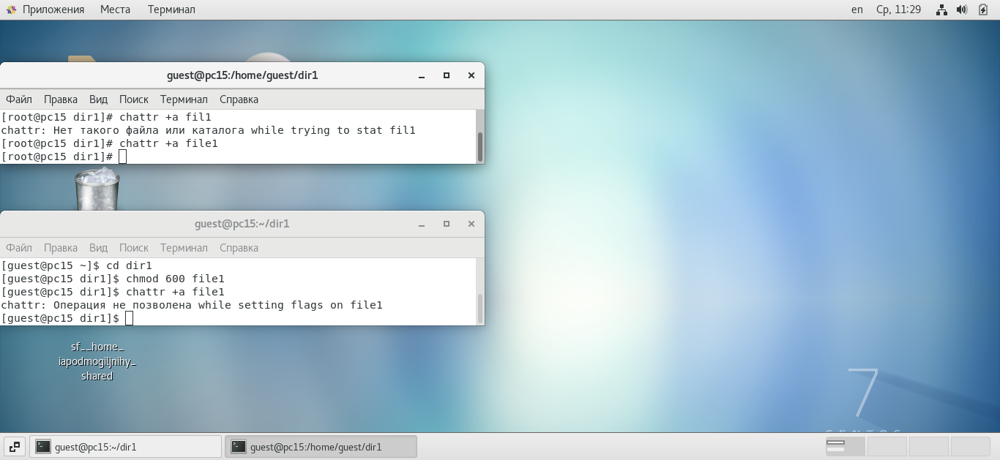 Приложения Места Терминал en Ср, 11:29
guest@pc15:/home/guest/dir1
Файл Правка Вид Поиск Терминал Справка
[root@pc15 dir1]# chattr +a fil1
chattr: Нет такого файла или каталога while trying to stat fil1
[root@pc15 dir1]# chattr +a file1
[root@pc15 dir1]#
guest@pc15:~/dir1
Файл Правка Вид Поиск Терминал Справка
[guest@pc15 ~]$ cd dir1
[guest@pc15 dir1]$ chmod 600 file1
[guest@pc15 dir1]$ chattr +a file1
chattr: Операция не позволена while setting flags on file1
[guest@pc15 dir1]$
sf__home_
iapodmogiljnihy_
shared
7
guest@pc15:~/dir1 guest@pc15:/home/guest/dir1